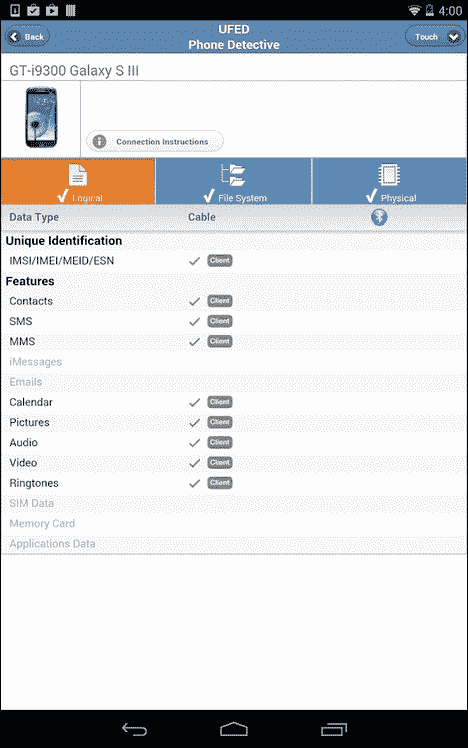 4:00
Back
UFED
Phone Detective
Touch
GT-i9300 Galaxy S III
Connection Instructions
Logical
File System
Physical
Data Type Cable
Unique Identification
IMSI/IMEI/MEID/ESN Client
Features
Contacts Client
SMS Client
MMS Client
iMessages
Emails
Calendar Client
Pictures Client
Audio Client
Video Client
Ringtones Client
SIM Data
Memory Card
Applications Data